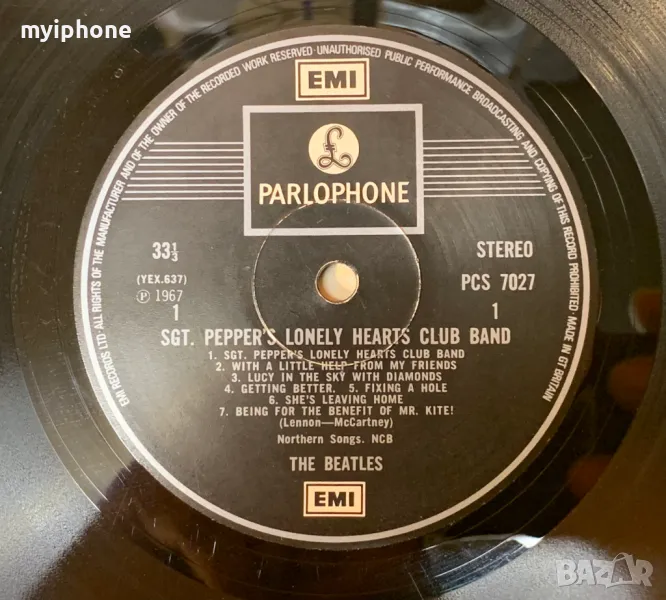 myiphone
EMI RECORDS LTD·ALL RIGHTS OF THE MANUFACTURER AND OF THE OWNER OF THE RECORDED WORK RESERVED·UNAUTHORISED PUBLIC PERFORMANCE BROADCASTING AND COPYING OF THIS RECORD PROHIBITED·MADE IN GT BRITAIN
EMI
£
PARLOPHONE
33⅓ STEREO
(YEX.637) PCS 7027
Ⓟ 1967
1 1
SGT. PEPPER'S LONELY HEARTS CLUB BAND
1. SGT. PEPPER'S LONELY HEARTS CLUB BAND
2. WITH A LITTLE HELP FROM MY FRIENDS
3. LUCY IN THE SKY WITH DIAMONDS
4. GETTING BETTER. 5. FIXING A HOLE
6. SHE'S LEAVING HOME
7. BEING FOR THE BENEFIT OF MR. KITE!
(Lennon—McCartney)
Northern Songs. NCB
THE BEATLES
EMI
BAZAR